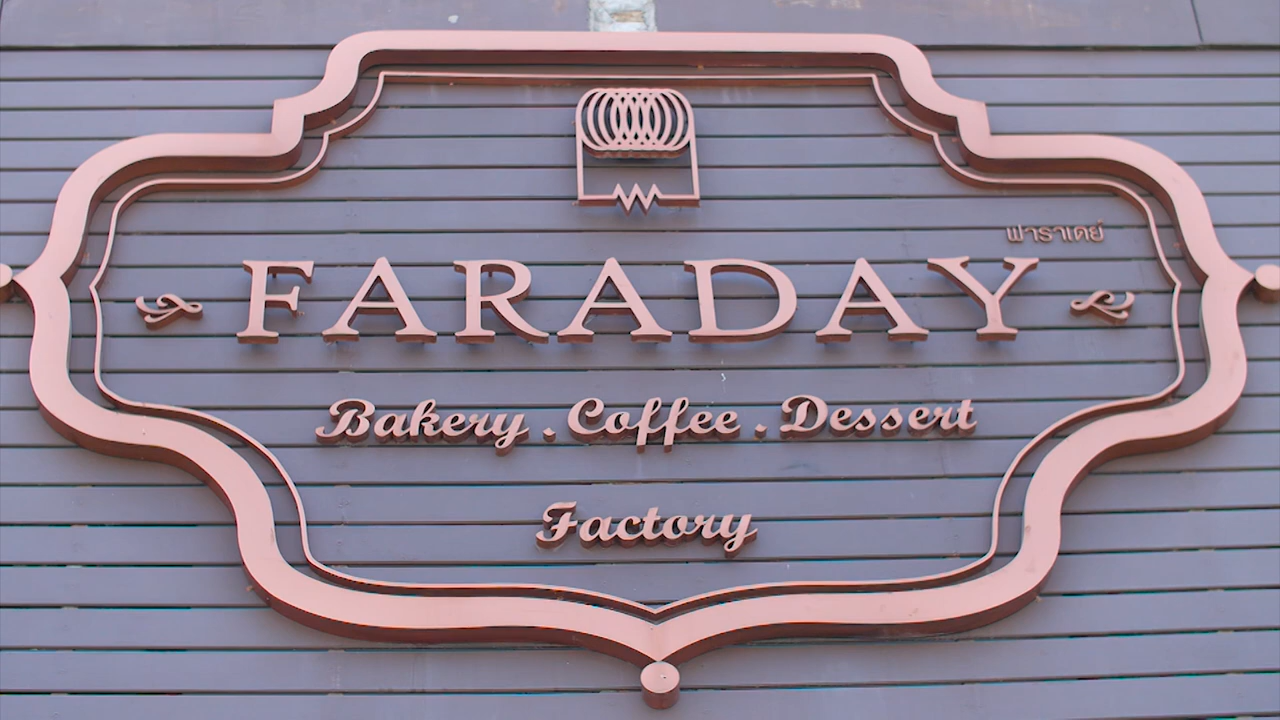 ฟาราเดย์
FARADAY
Bakery . Coffee . Dessert
Factory